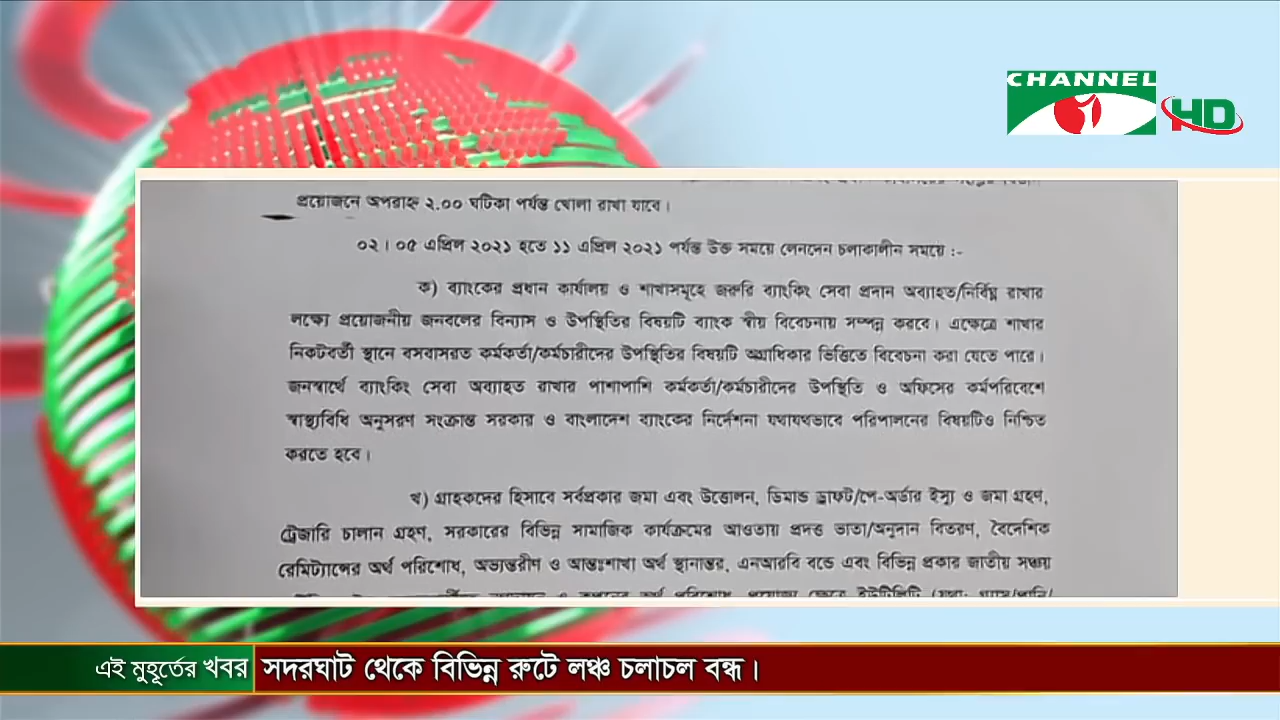 CHANNEL
HD
প্রয়োজনে অপরাহ্ন ২.০০ ঘটিকা পর্যন্ত খোলা রাখা যাবে।
০২। ০৫ এপ্রিল ২০২১ হতে ১১ এপ্রিল ২০২১ পর্যন্ত উক্ত সময়ে লেনদেন চলাকালীন সময়ে :-
ক) ব্যাংকের প্রধান কার্যালয় ও শাখাসমূহে জরুরি ব্যাংকিং সেবা প্রদান অব্যাহত/নির্বিঘ্ন রাখার
লক্ষ্যে প্রয়োজনীয় জনবলের বিন্যাস ও উপস্থিতির বিষয়টি ব্যাংক স্বীয় বিবেচনায় সম্পন্ন করবে। এক্ষেত্রে শাখার
নিকটবর্তী স্থানে বসবাসরত কর্মকর্তা/কর্মচারীদের উপস্থিতির বিষয়টি অগ্রাধিকার ভিত্তিতে বিবেচনা করা যেতে পারে।
জনস্বার্থে ব্যাংকিং সেবা অব্যাহত রাখার পাশাপাশি কর্মকর্তা/কর্মচারীদের উপস্থিতি ও অফিসের কর্মপরিবেশে
স্বাস্থ্যবিধি অনুসরণ সংক্রান্ত সরকার ও বাংলাদেশ ব্যাংকের নির্দেশনা যথাযথভাবে পরিপালনের বিষয়টিও নিশ্চিত
করতে হবে।
খ) গ্রাহকদের হিসাবে সর্বপ্রকার জমা এবং উত্তোলন, ডিমান্ড ড্রাফট/পে-অর্ডার ইস্যু ও জমা গ্রহণ,
ট্রেজারি চালান গ্রহণ, সরকারের বিভিন্ন সামাজিক কার্যক্রমের আওতায় প্রদত্ত ভাতা/অনুদান বিতরণ, বৈদেশিক
রেমিট্যান্সের অর্থ পরিশোধ, অভ্যন্তরীণ ও আন্তঃশাখা অর্থ স্থানান্তর, এনআরবি বন্ডে এবং বিভিন্ন প্রকার জাতীয় সঞ্চয়
এই মুহূর্তের খবর সদরঘাট থেকে বিভিন্ন রুটে লঞ্চ চলাচল বন্ধ।